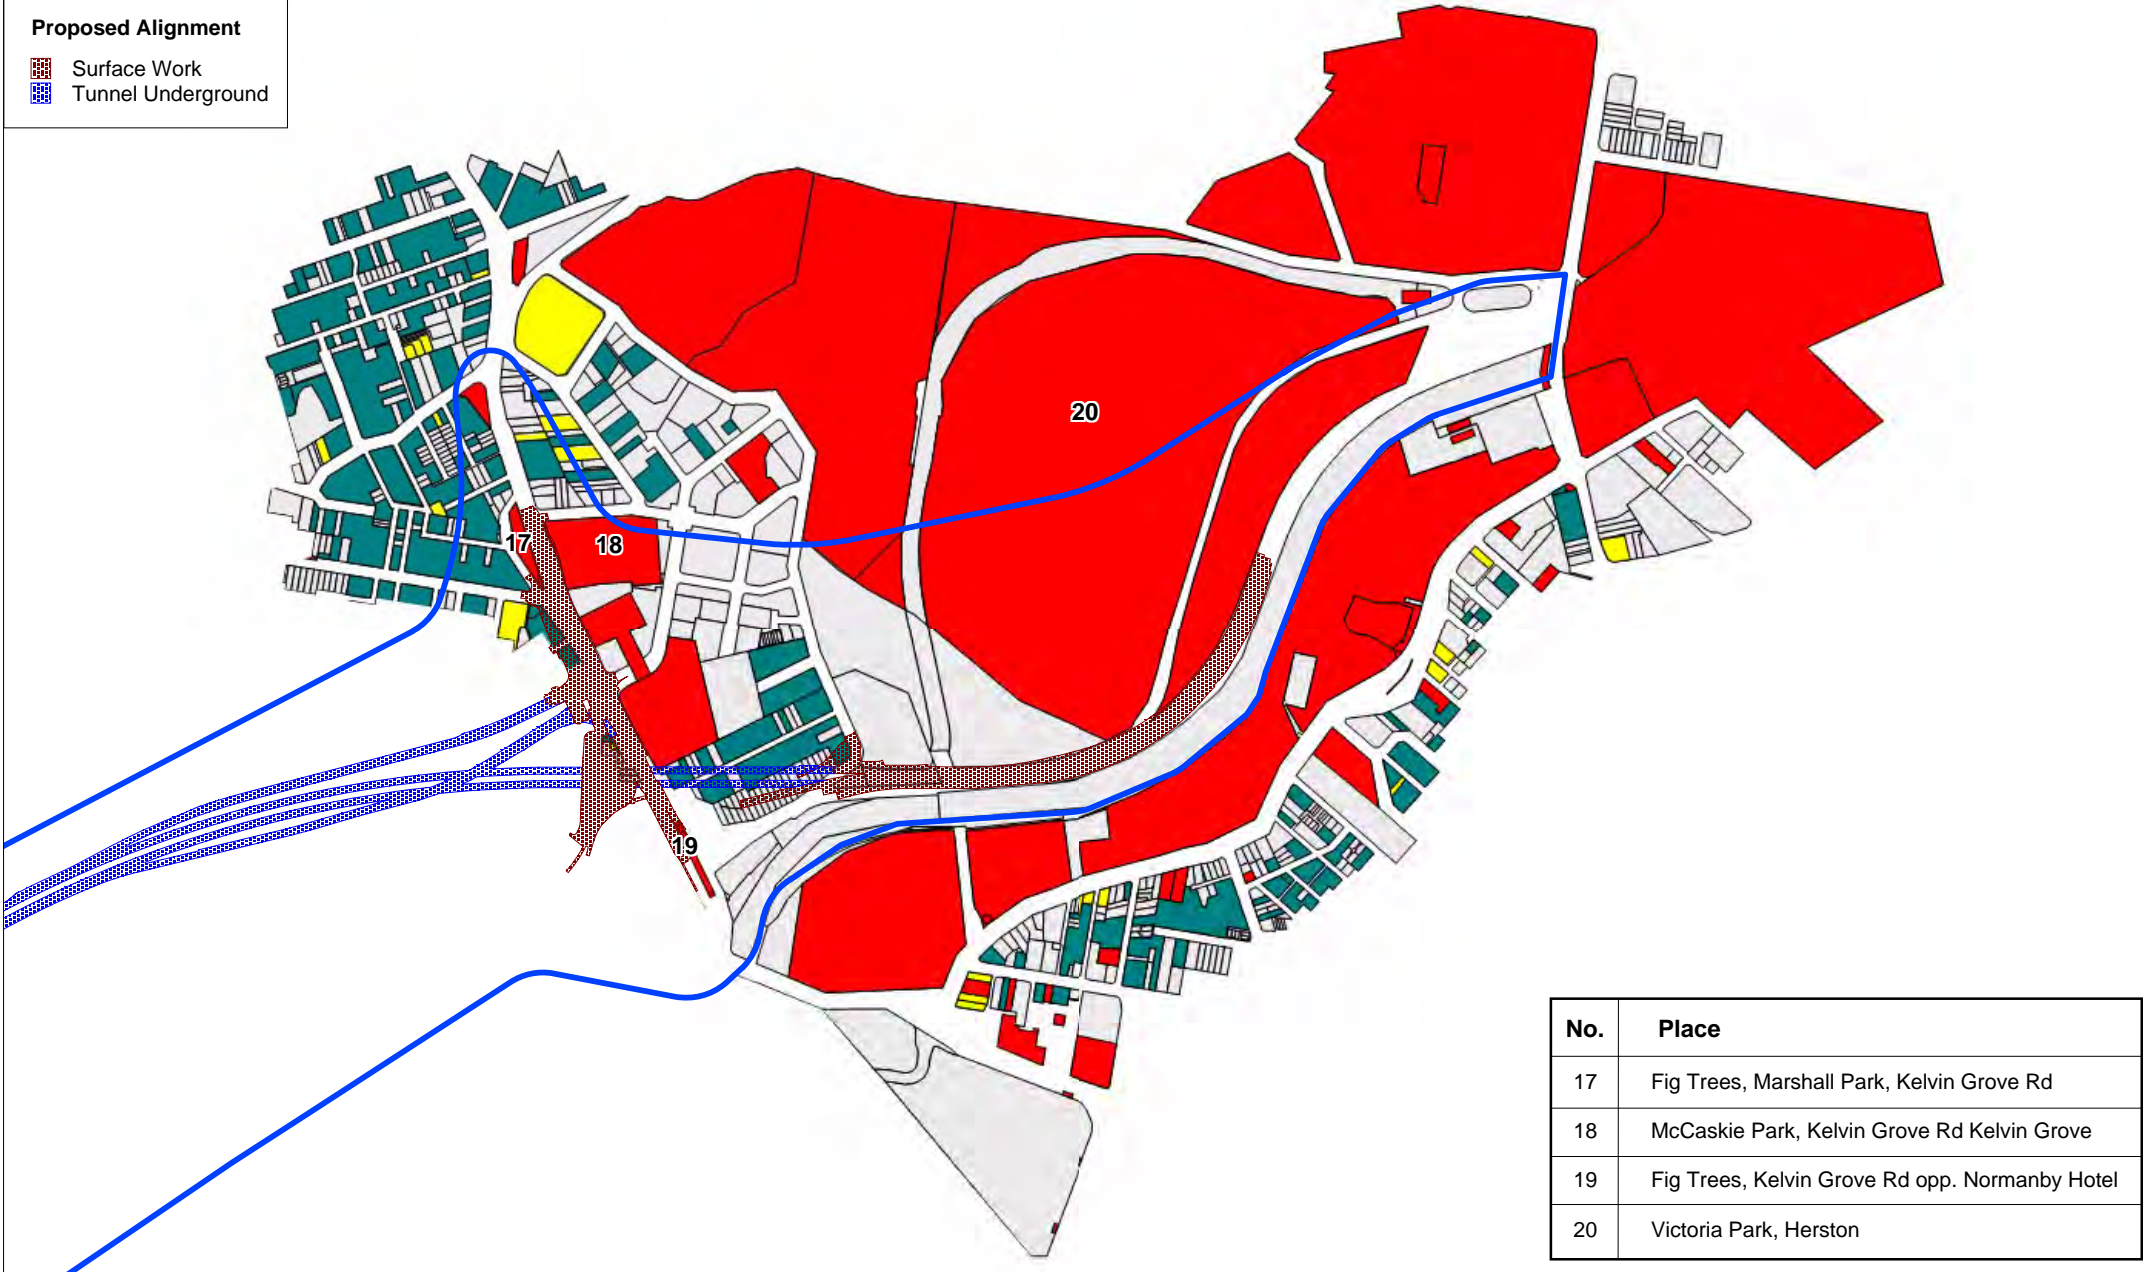 Proposed Alignment
Surface Work
Tunnel Underground
20
17
18
19
No. Place
17 Fig Trees, Marshall Park, Kelvin Grove Rd
18 McCaskie Park, Kelvin Grove Rd Kelvin Grove
19 Fig Trees, Kelvin Grove Rd opp. Normanby Hotel
20 Victoria Park, Herston